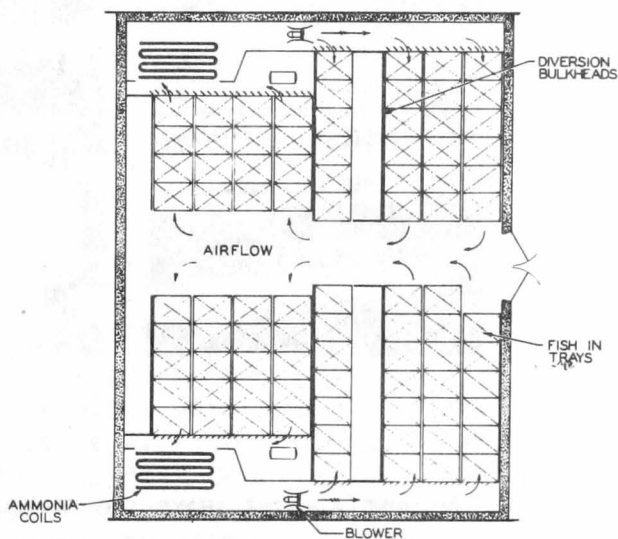 DIVERSION
BULKHEADS
AIRFLOW
FISH IN
TRAYS
AMMONIA
COILS
BLOWER